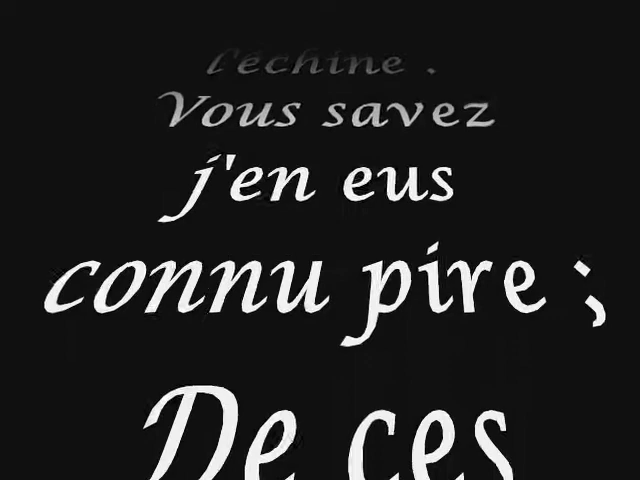 l'échine .
Vous savez
j'en eus
connu pire ;
De ces